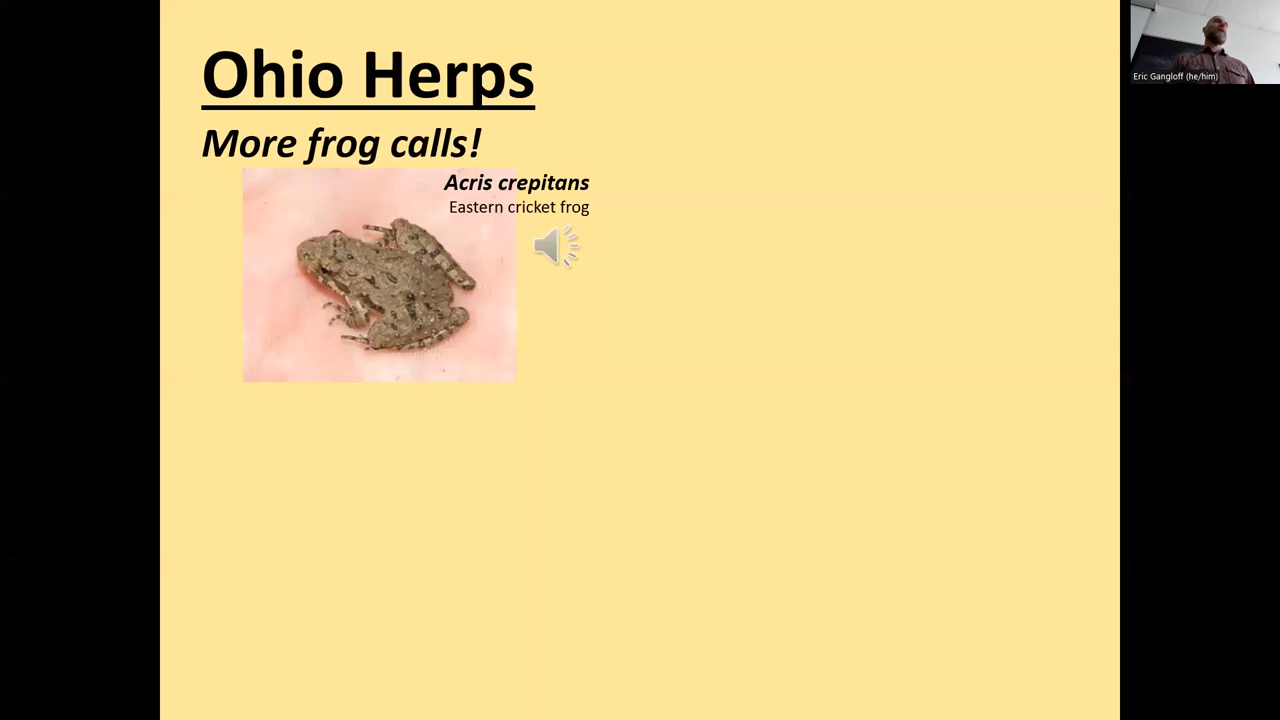 Ohio Herps
More frog calls!
Acris crepitans
Eastern cricket frog
Eric Gangloff (he/him)